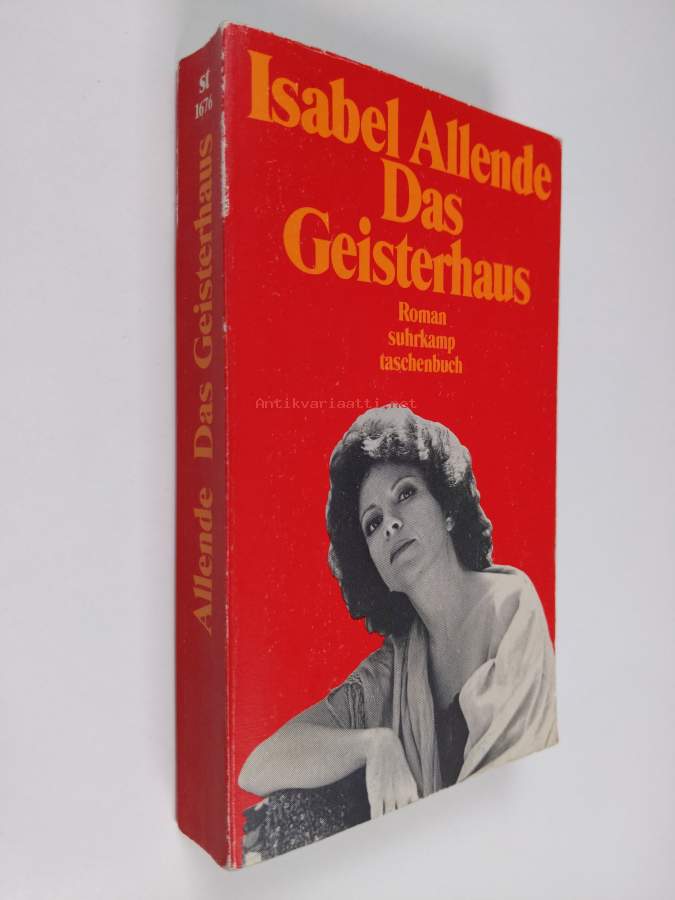 st
1676
Allende Das Geisterhaus
Isabel Allende
Das
Geisterhaus
Roman
suhrkamp
taschenbuch
Antikvariaatti.net